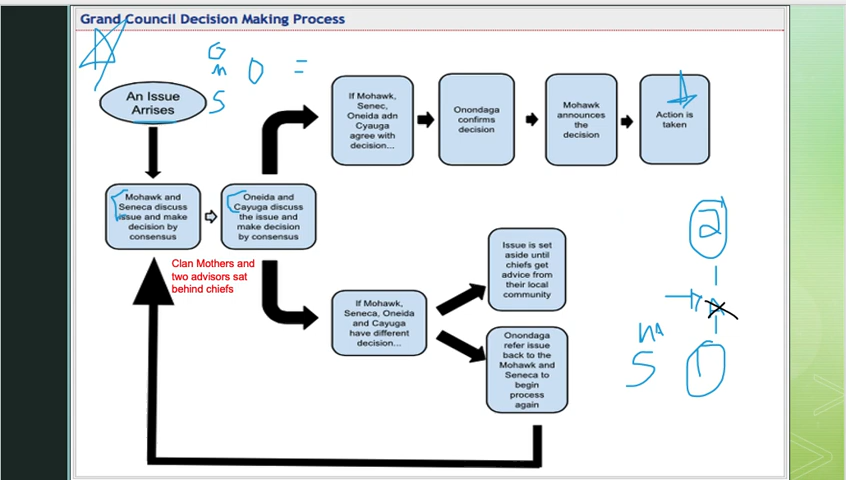 Grand Council Decision Making Process
G
m
S
O =
An Issue
Arrises
If Mohawk,
Senec,
Oneida adn
Cyauga
agree with
decision...
Onondaga
confirms
decision
Mohawk
announces
the
decision
Action is
taken
Mohawk and
Seneca discuss
issue and make
decision by
consensus
Oneida and
Cayuga discuss
the issue and
make decision
by consensus
Clan Mothers and
two advisors sat
behind chiefs
If Mohawk,
Seneca, Oneida
and Cayuga
have different
decision...
Issue is set
aside until
chiefs get
advice from
their local
community
Onondaga
refer issue
back to the
Mohawk and
Seneca to
begin
process
again
2
S
1